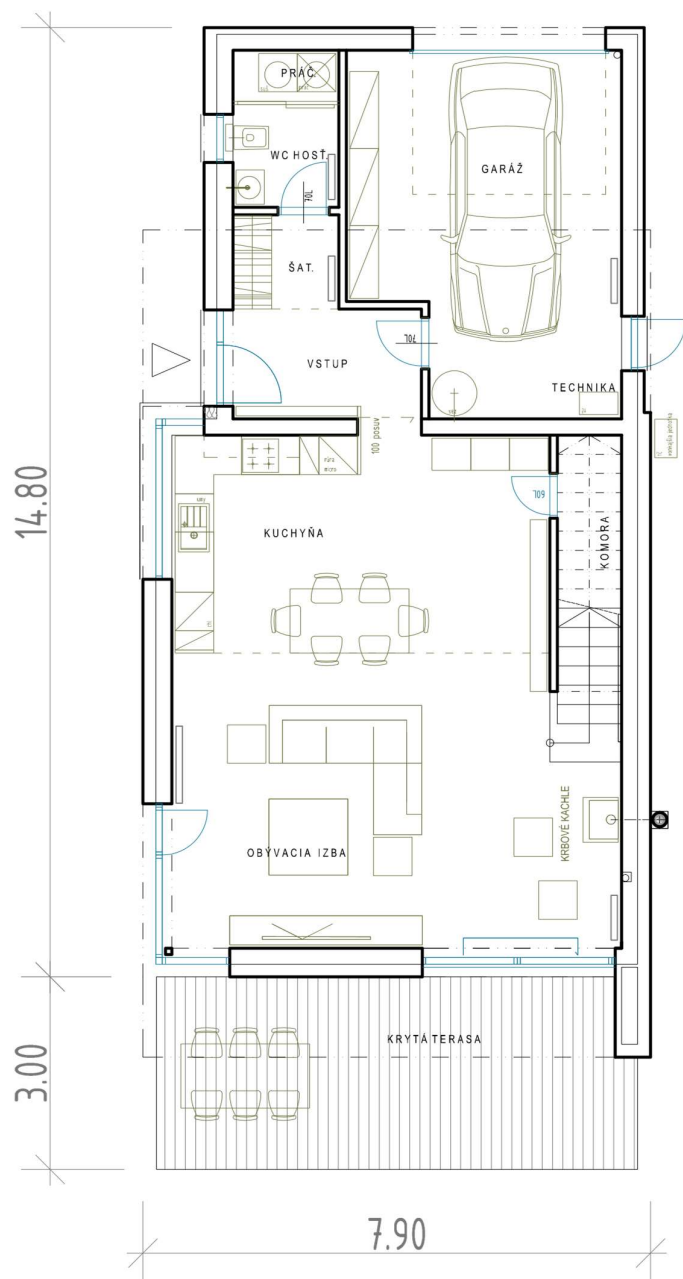 PRÁČ.
WC HOSŤ.
70L
GARÁŽ
ŠAT.
VSTUP
70L
TECHNIKA
100 posuv
KUCHYŇA
60L
KOMORA
14.80
OBÝVACIA IZBA
KRBOVÉ KACHLE
KRYTÁ TERASA
3.00
7.90